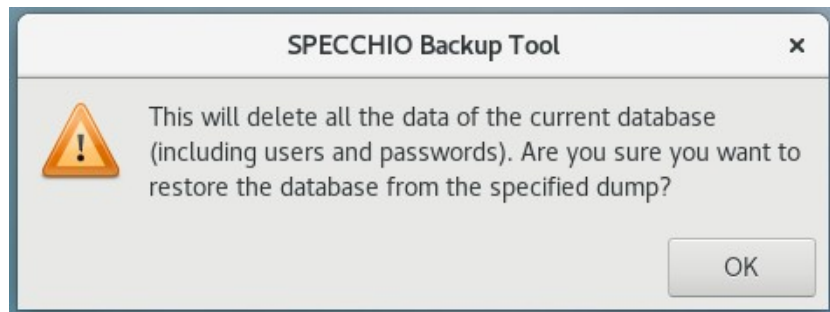 SPECCHIO Backup Tool
This will delete all the data of the current database
(including users and passwords). Are you sure you want to
restore the database from the specified dump?
OK